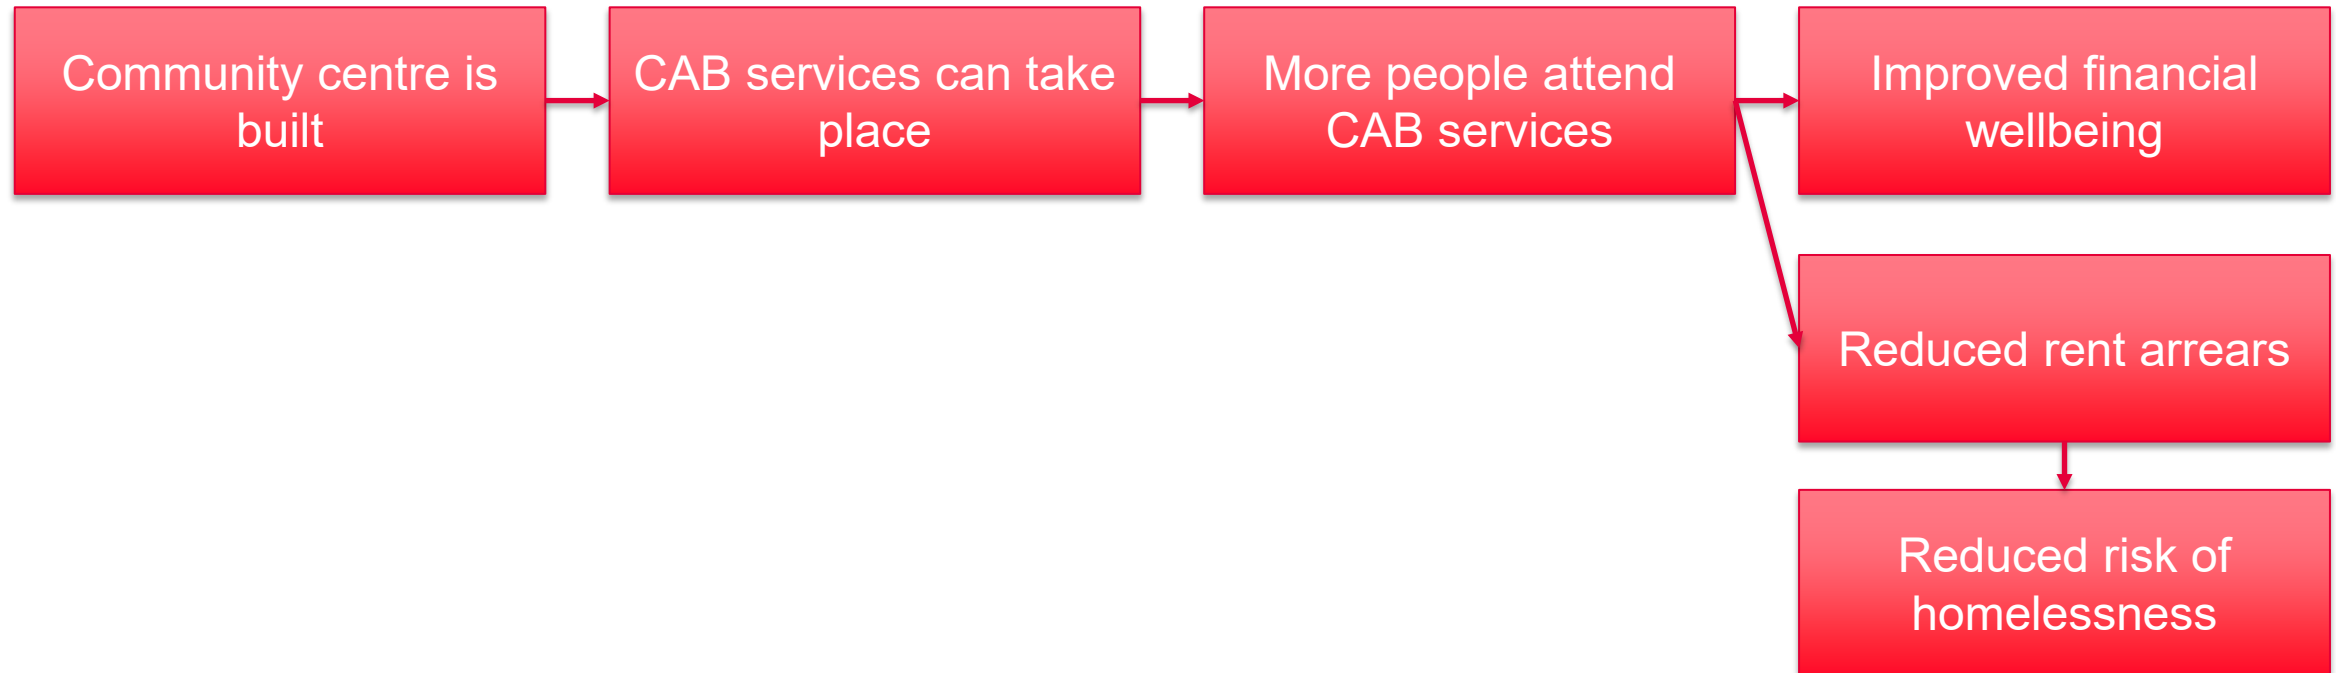 Community centre is
built
CAB services can take
place
More people attend
CAB services
Improved financial
wellbeing
Reduced rent arrears
Reduced risk of
homelessness